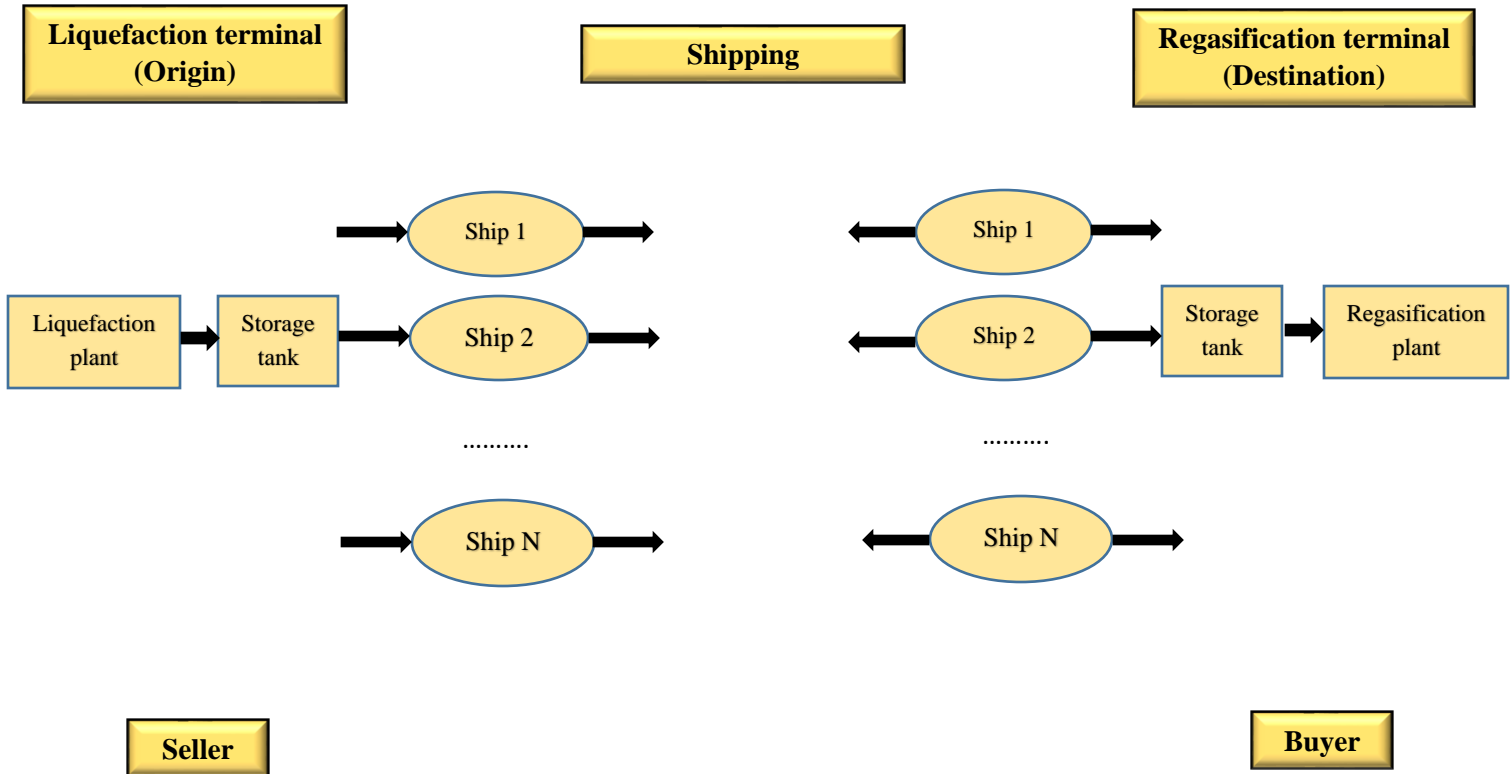 Liquefaction terminal
(Origin)
Shipping
Regasification terminal
(Destination)
Ship 1
Ship 1
Liquefaction
plant
Storage
tank
Ship 2
Ship 2
Storage
tank
Regasification
plant
..........
..........
Ship N
Ship N
Seller
Buyer